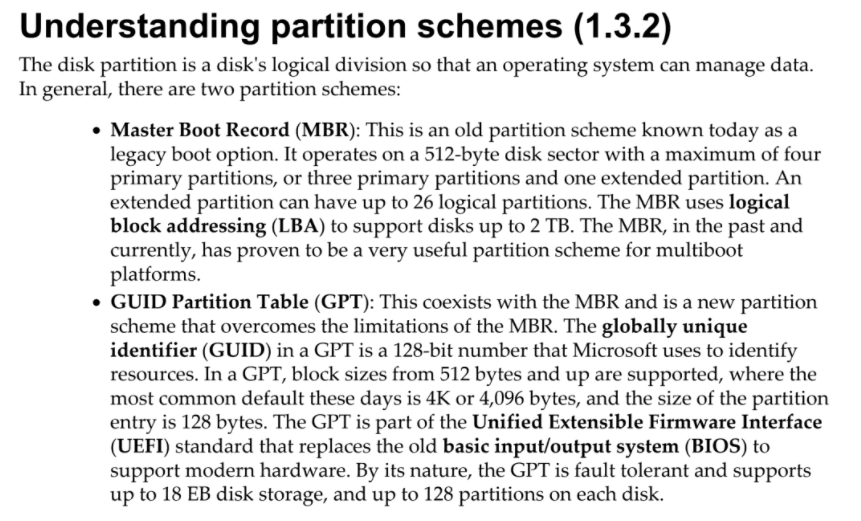 Understanding partition schemes (1.3.2)
The disk partition is a disk's logical division so that an operating system can manage data.
In general, there are two partition schemes:
• Master Boot Record (MBR): This is an old partition scheme known today as a
legacy boot option. It operates on a 512-byte disk sector with a maximum of four
primary partitions, or three primary partitions and one extended partition. An
extended partition can have up to 26 logical partitions. The MBR uses logical
block addressing (LBA) to support disks up to 2 TB. The MBR, in the past and
currently, has proven to be a very useful partition scheme for multiboot
platforms.
• GUID Partition Table (GPT): This coexists with the MBR and is a new partition
scheme that overcomes the limitations of the MBR. The globally unique
identifier (GUID) in a GPT is a 128-bit number that Microsoft uses to identify
resources. In a GPT, block sizes from 512 bytes and up are supported, where the
most common default these days is 4K or 4,096 bytes, and the size of the partition
entry is 128 bytes. The GPT is part of the Unified Extensible Firmware Interface
(UEFI) standard that replaces the old basic input/output system (BIOS) to
support modern hardware. By its nature, the GPT is fault tolerant and supports
up to 18 EB disk storage, and up to 128 partitions on each disk.